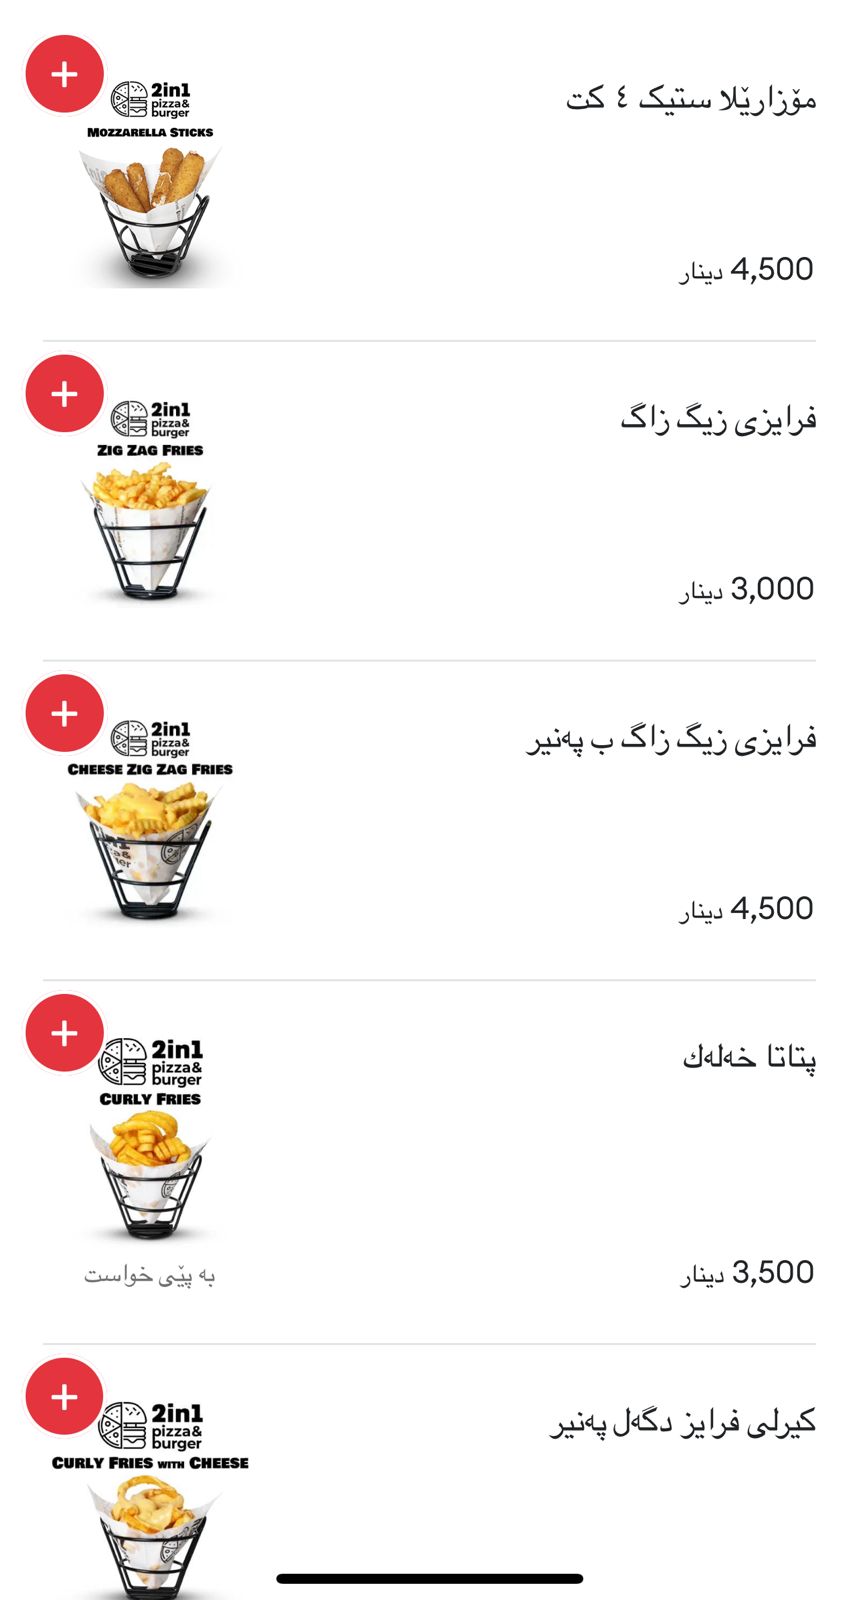 مۆزارێلا ستیک ٤ کت
2in1
pizza&
burger
MOZZARELLA STICKS
4,500 دینار
فرایزی زیگ زاگ
2in1
pizza&
burger
ZIG ZAG FRIES
3,000 دینار
فرایزی زیگ زاگ ب پەنیر
2in1
pizza&
burger
CHEESE ZIG ZAG FRIES
4,500 دینار
پتاتا خەلەك
2in1
pizza&
burger
CURLY FRIES
3,500 دینار
بە پێی خواست
کیرلی فرایز دگەل پەنیر
2in1
pizza&
burger
CURLY FRIES WITH CHEESE